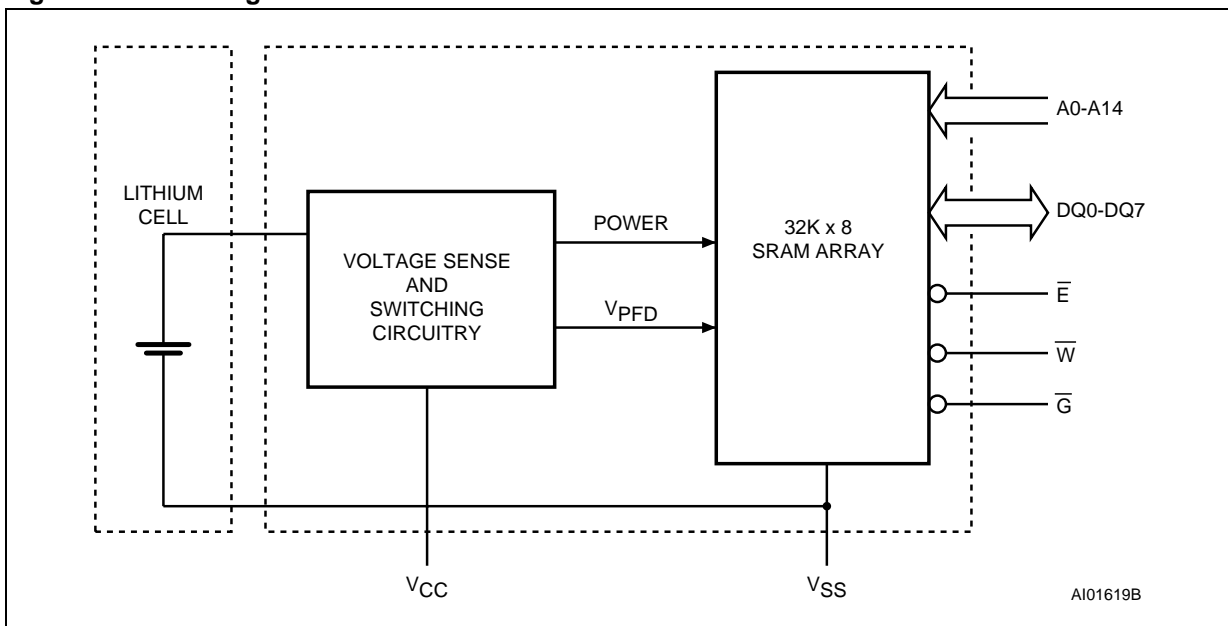 LITHIUM
CELL
VOLTAGE SENSE
AND
SWITCHING
CIRCUITRY
POWER
VPFD
32K x 8
SRAM ARRAY
A0-A14
DQ0-DQ7
E̅
W̅
G̅
VCC
VSS
AI01619B